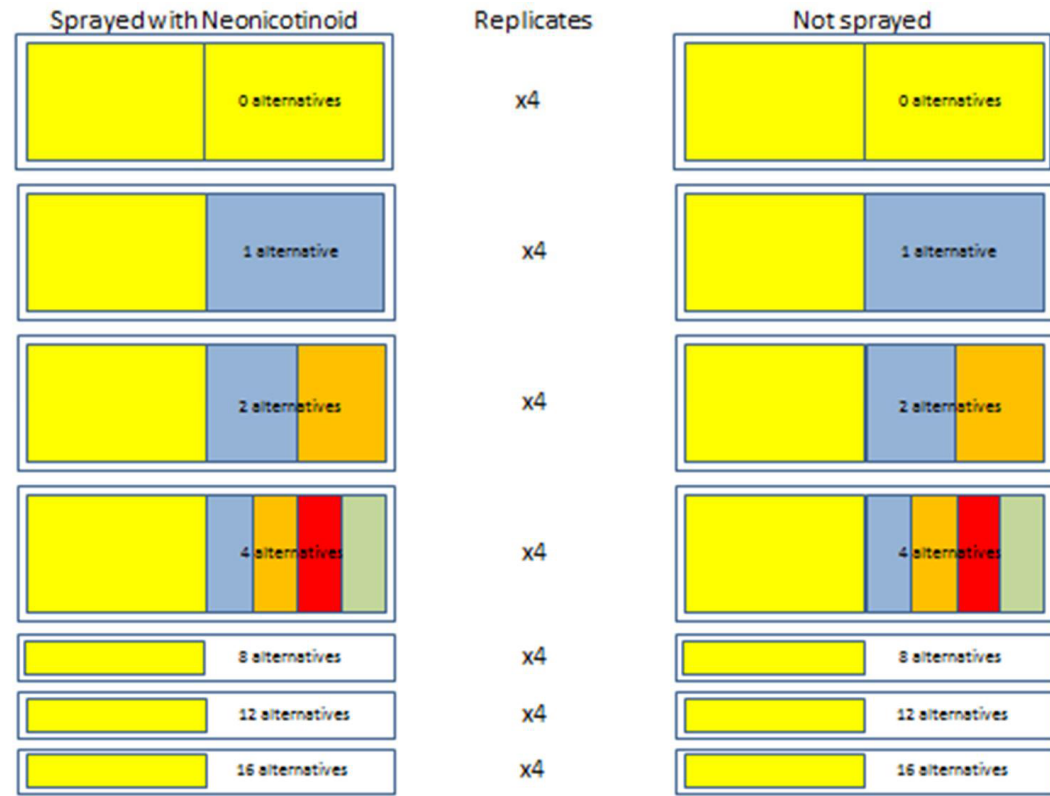 Sprayed with Neonicotinoid Replicates Not sprayed
0 alternatives x4 0 alternatives
1 alternative x4 1 alternative
2 alternatives x4 2 alternatives
4 alternatives x4 4 alternatives
8 alternatives x4 8 alternatives
12 alternatives x4 12 alternatives
16 alternatives x4 16 alternatives